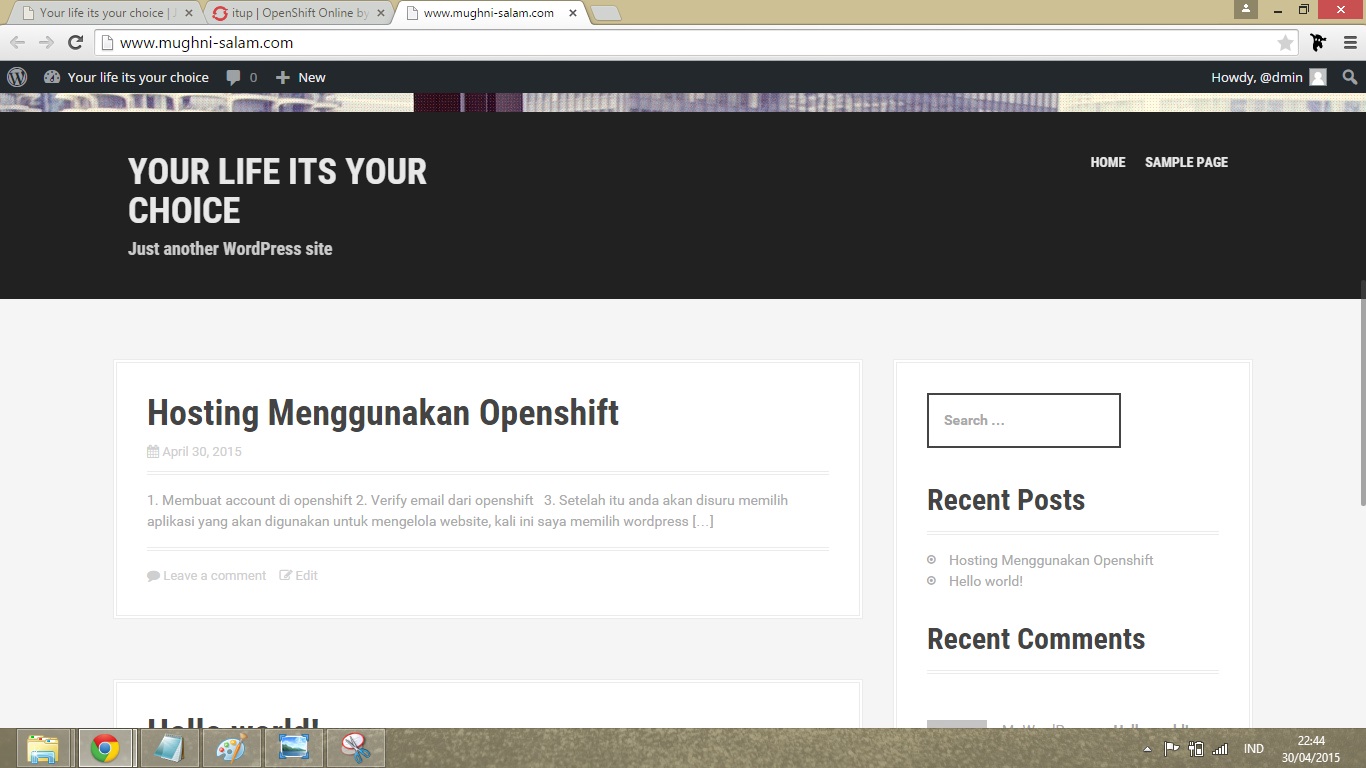 Your life its your choice | J
itup | OpenShift Online by
www.mughni-salam.com
www.mughni-salam.com
Your life its your choice 0 New Howdy, @dmin
YOUR LIFE ITS YOUR
CHOICE
Just another WordPress site
HOME SAMPLE PAGE
Hosting Menggunakan Openshift
April 30, 2015
1. Membuat account di openshift 2. Verify email dari openshift 3. Setelah itu anda akan disuru memilih
aplikasi yang akan digunakan untuk mengelola website, kali ini saya memilih wordpress [...]
Leave a comment Edit
Hello world!
Search ...
Recent Posts
Hosting Menggunakan Openshift
Hello world!
Recent Comments
IND
22:44
30/04/2015